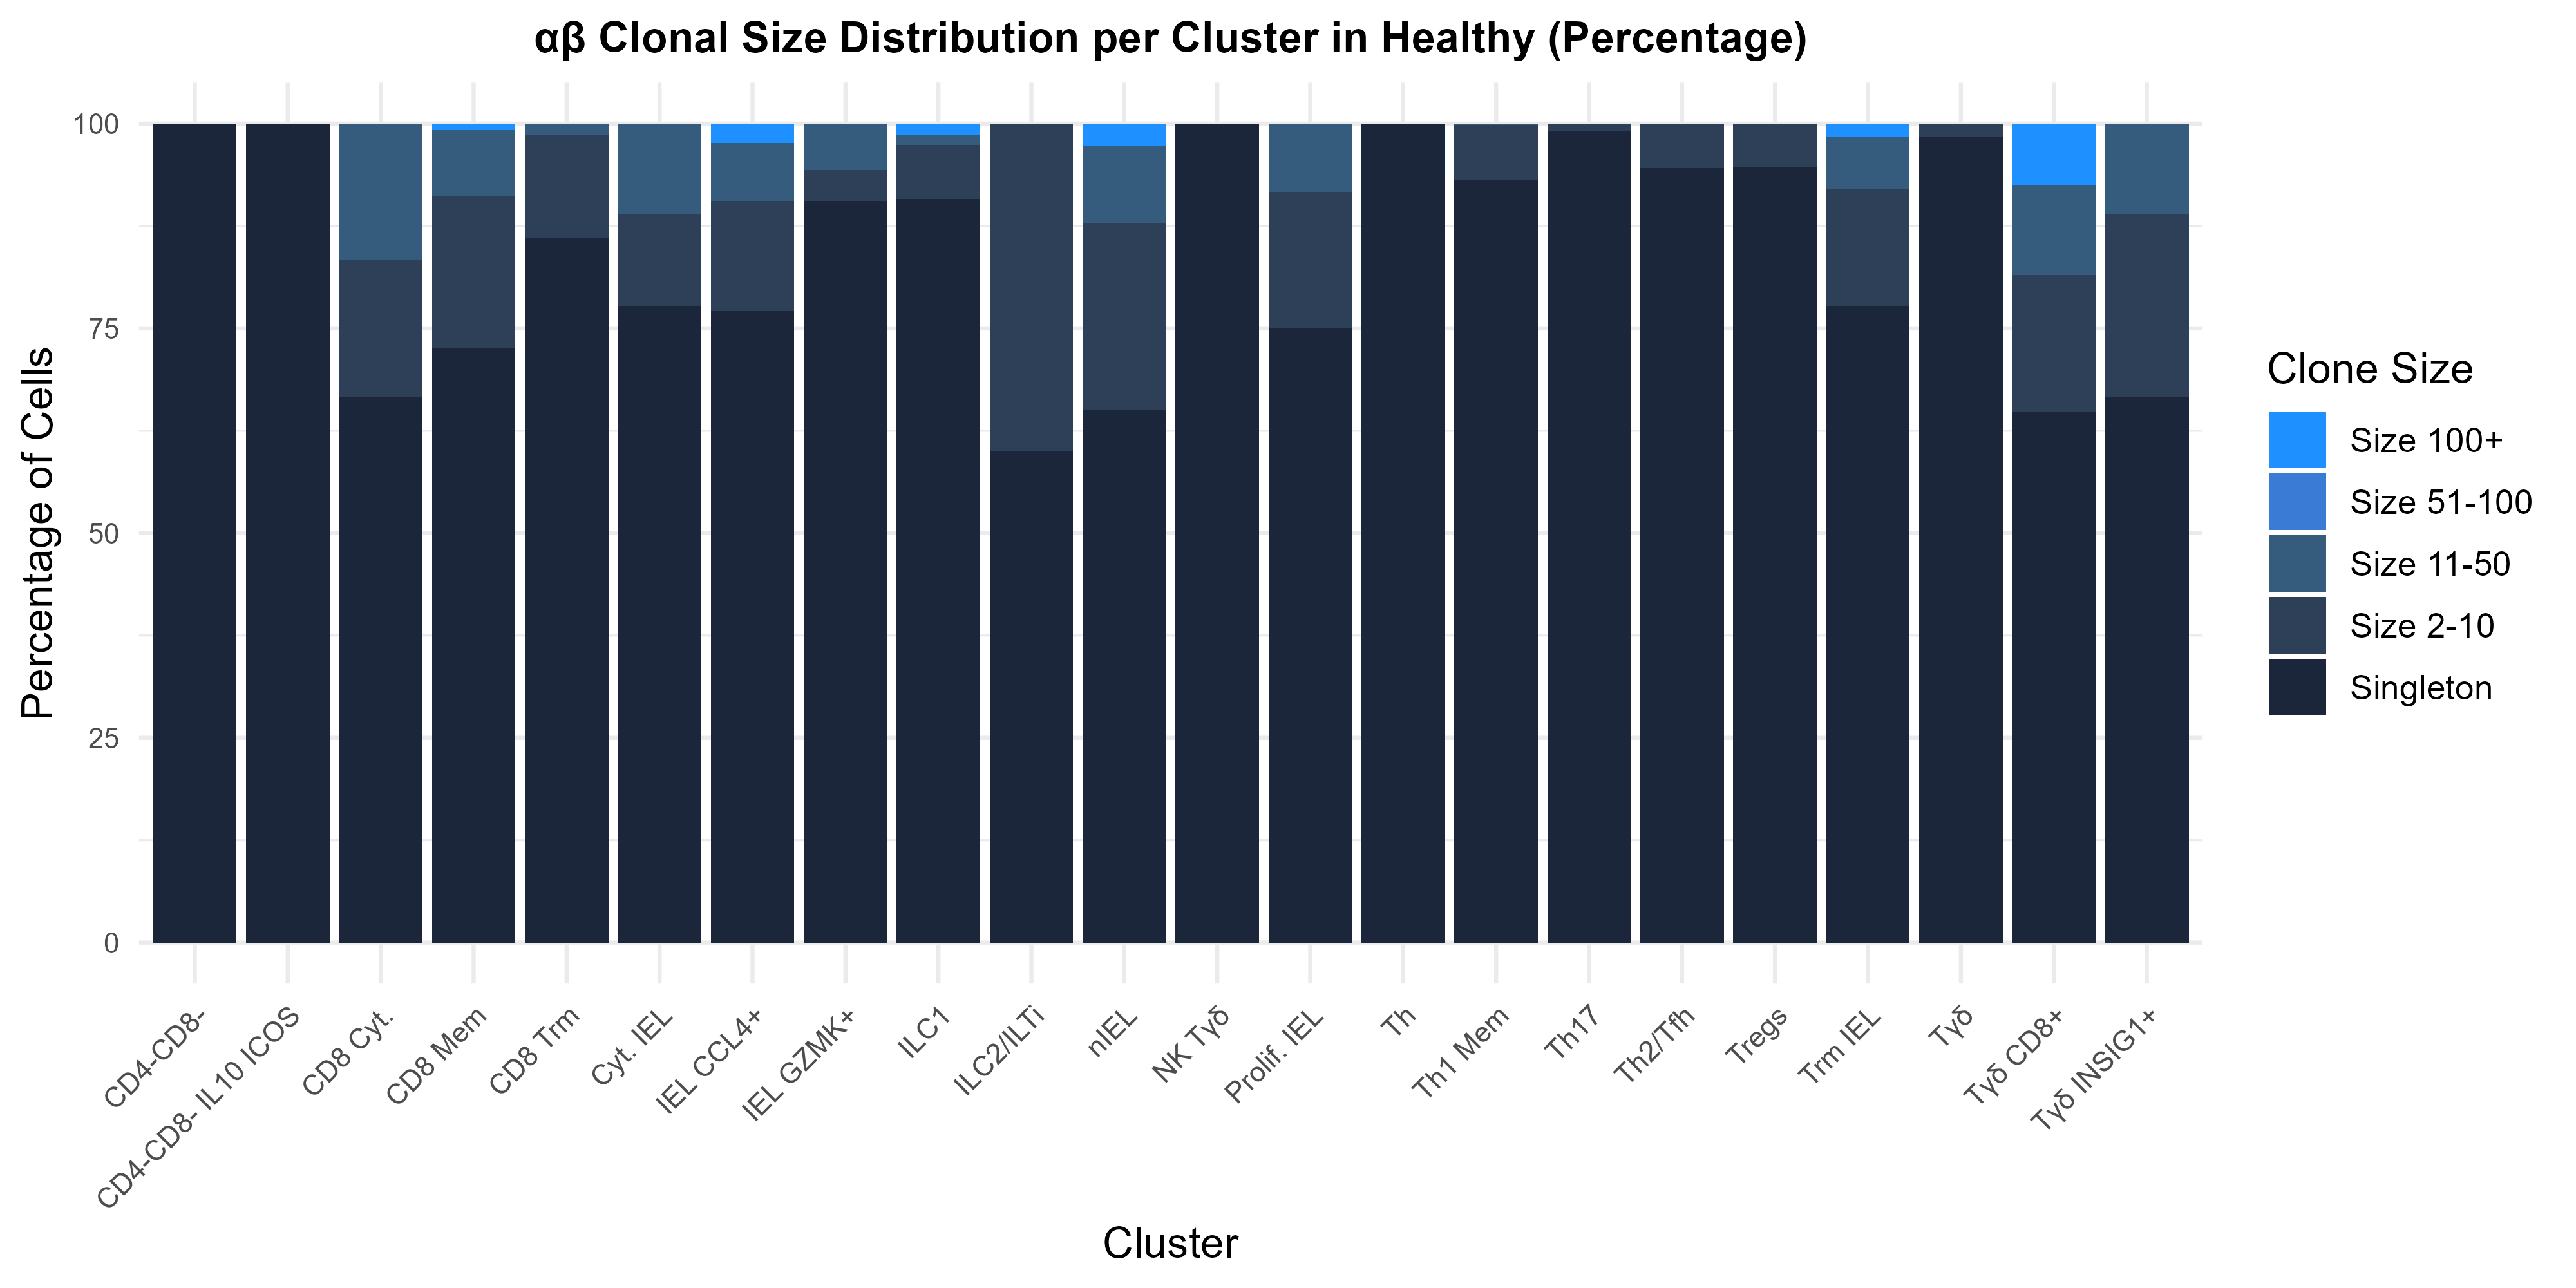 αβ Clonal Size Distribution per Cluster in Healthy (Percentage)
Percentage of Cells
100
75
50
25
0
CD4-CD8-
CD4-CD8- IL10 ICOS
CD8 Cyt.
CD8 Mem
CD8 Trm
Cyt. IEL
IEL CCL4+
IEL GZMK+
ILC1
ILC2/ILTi
nIEL
NK Tγδ
Prolif. IEL
Th
Th1 Mem
Th17
Th2/Tfh
Tregs
Trm IEL
Tγδ
Tγδ CD8+
Tγδ INSIG1+
Cluster
Clone Size
Size 100+
Size 51-100
Size 11-50
Size 2-10
Singleton